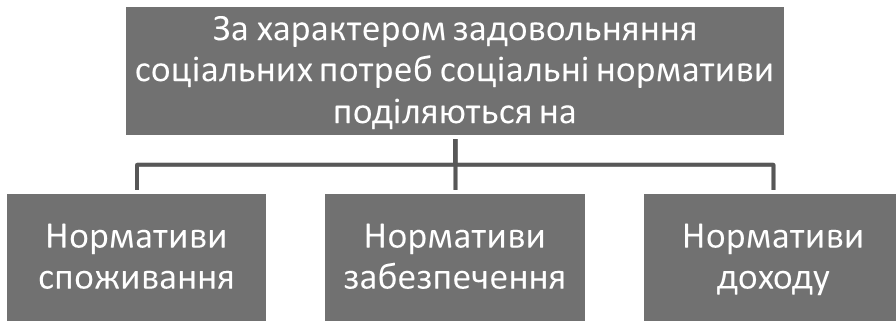 За характером задовольняння
соціальних потреб соціальні нормативи
поділяються на
Нормативи
споживання
Нормативи
забезпечення
Нормативи
доходу